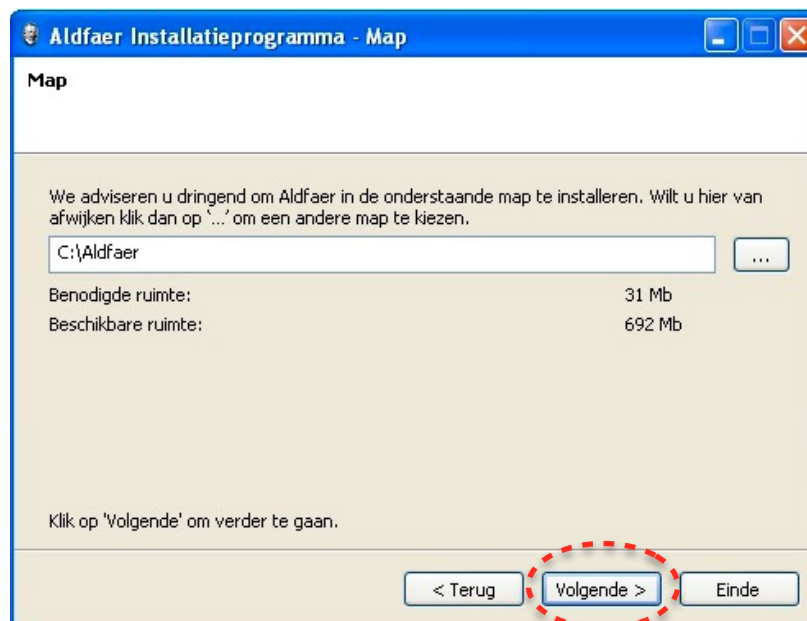 Aldfaer Installatieprogramma - Map
Map
We adviseren u dringend om Aldfaer in de onderstaande map te installeren. Wilt u hier van
afwijken klik dan op '...' om een andere map te kiezen.
C:\Aldfaer
...
Benodigde ruimte: 31 Mb
Beschikbare ruimte: 692 Mb
Klik op 'Volgende' om verder te gaan.
< Terug Volgende > Einde